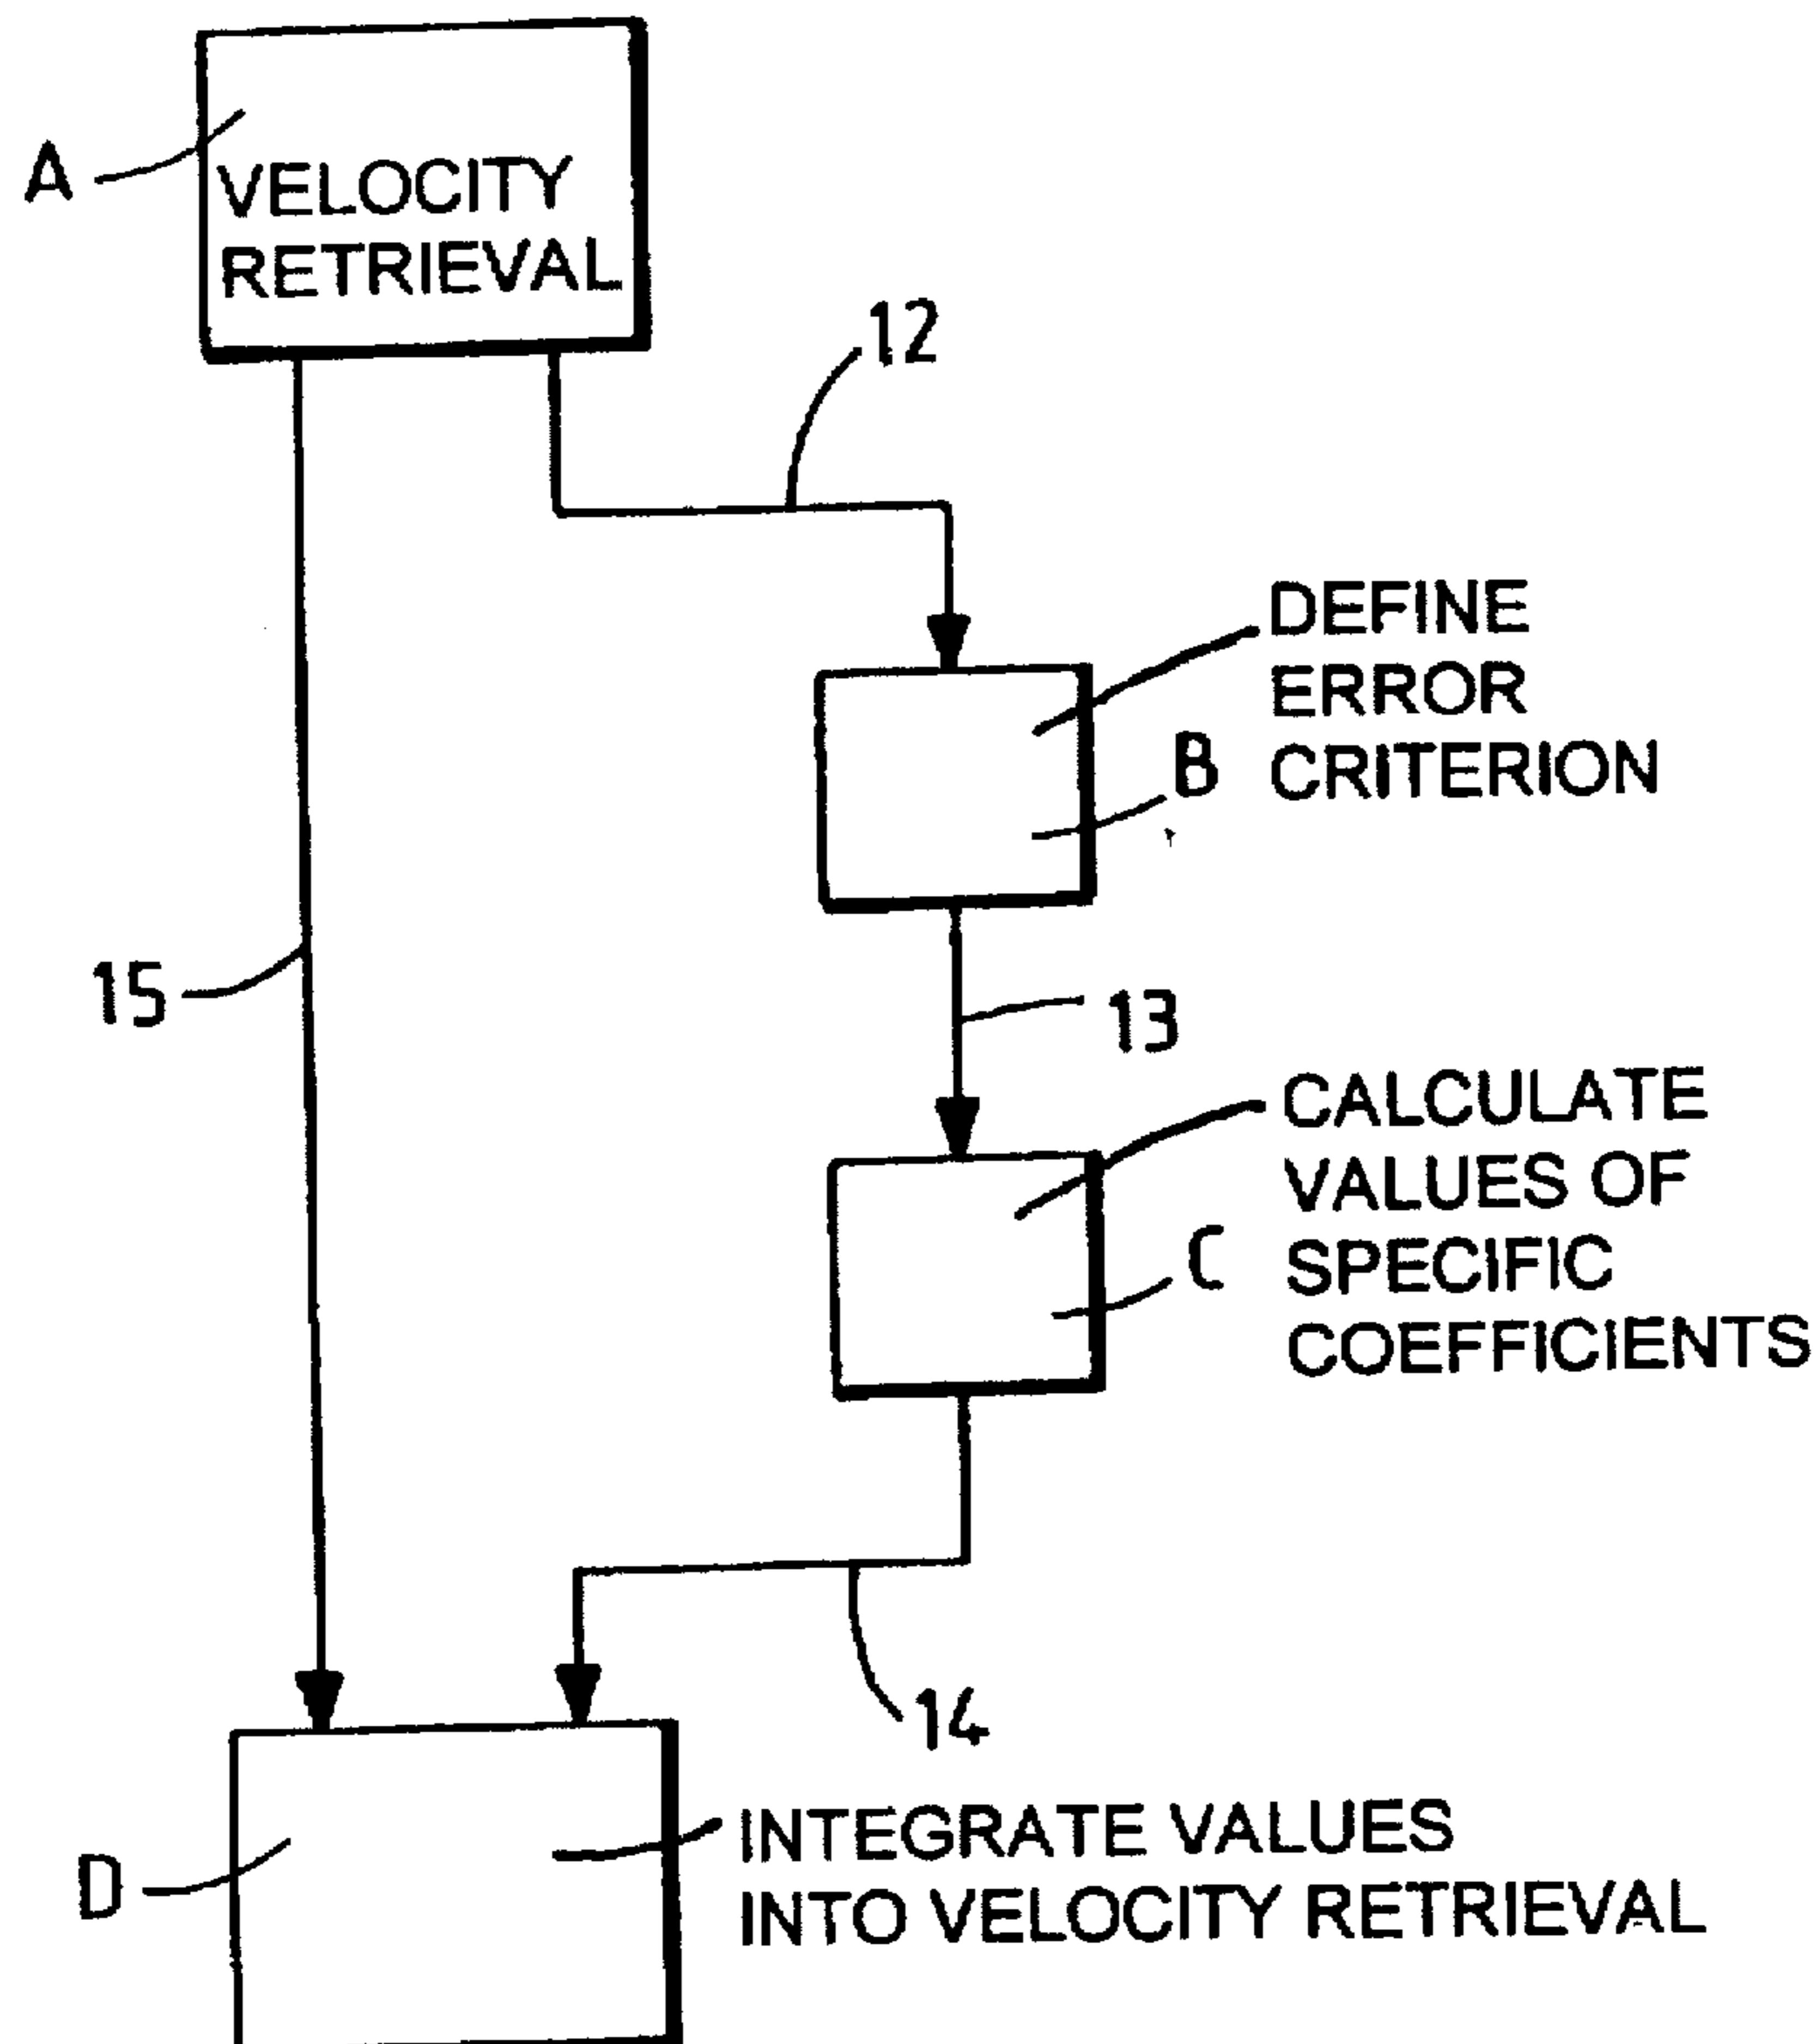 A
VELOCITY
RETRIEVAL
12
DEFINE
ERROR
CRITERION
B
15
13
CALCULATE
VALUES OF
SPECIFIC
COEFFICIENTS
C
14
D
INTEGRATE VALUES
INTO VELOCITY RETRIEVAL